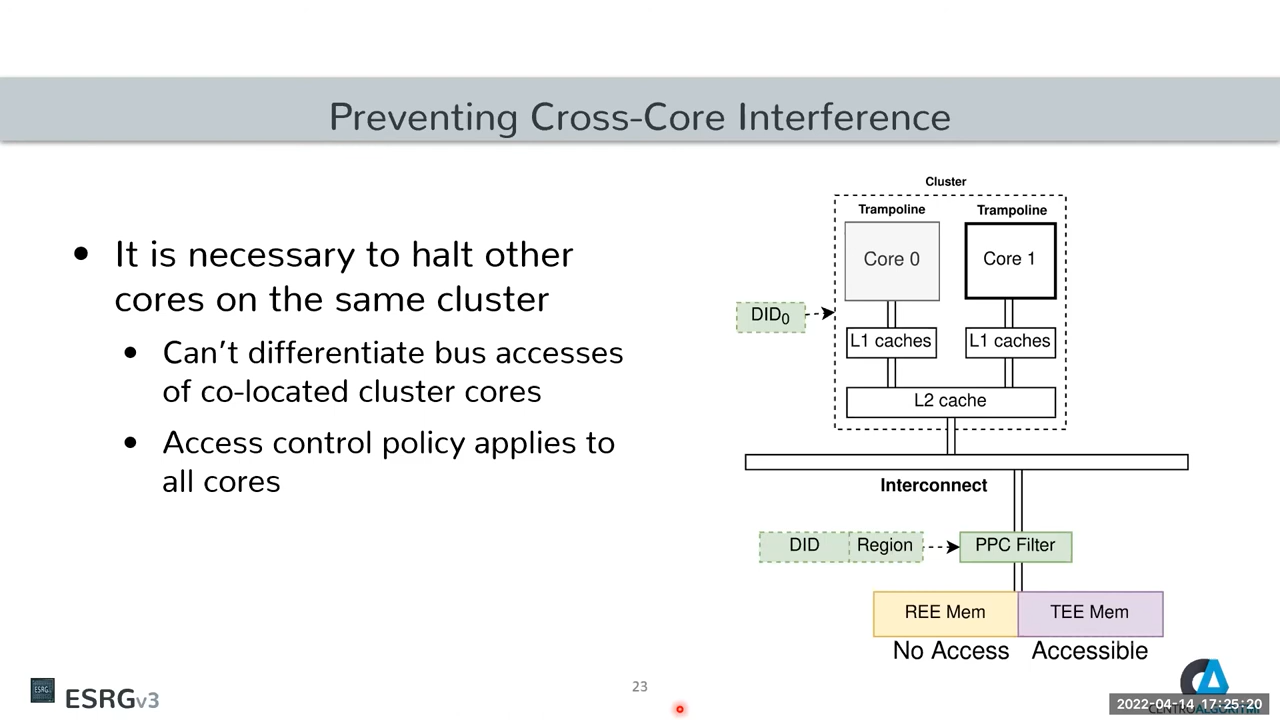 Preventing Cross-Core Interference
• It is necessary to halt other
cores on the same cluster
• Can't differentiate bus accesses
of co-located cluster cores
• Access control policy applies to
all cores
Cluster
Trampoline
Trampoline
Core 0
Core 1
DID0
L1 caches
L1 caches
L2 cache
Interconnect
DID
Region
PPC Filter
REE Mem
TEE Mem
No Access
Accessible
ESRG
ESRGv3
23
2022-04-14 17:25:20
CENTROALGORITMI